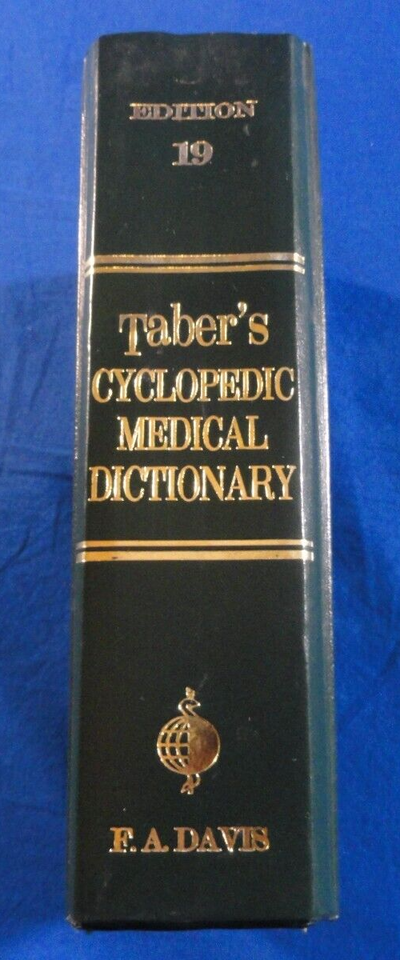 EDITION
19
Taber's
CYCLOPEDIC
MEDICAL
DICTIONARY
F. A. DAVIS